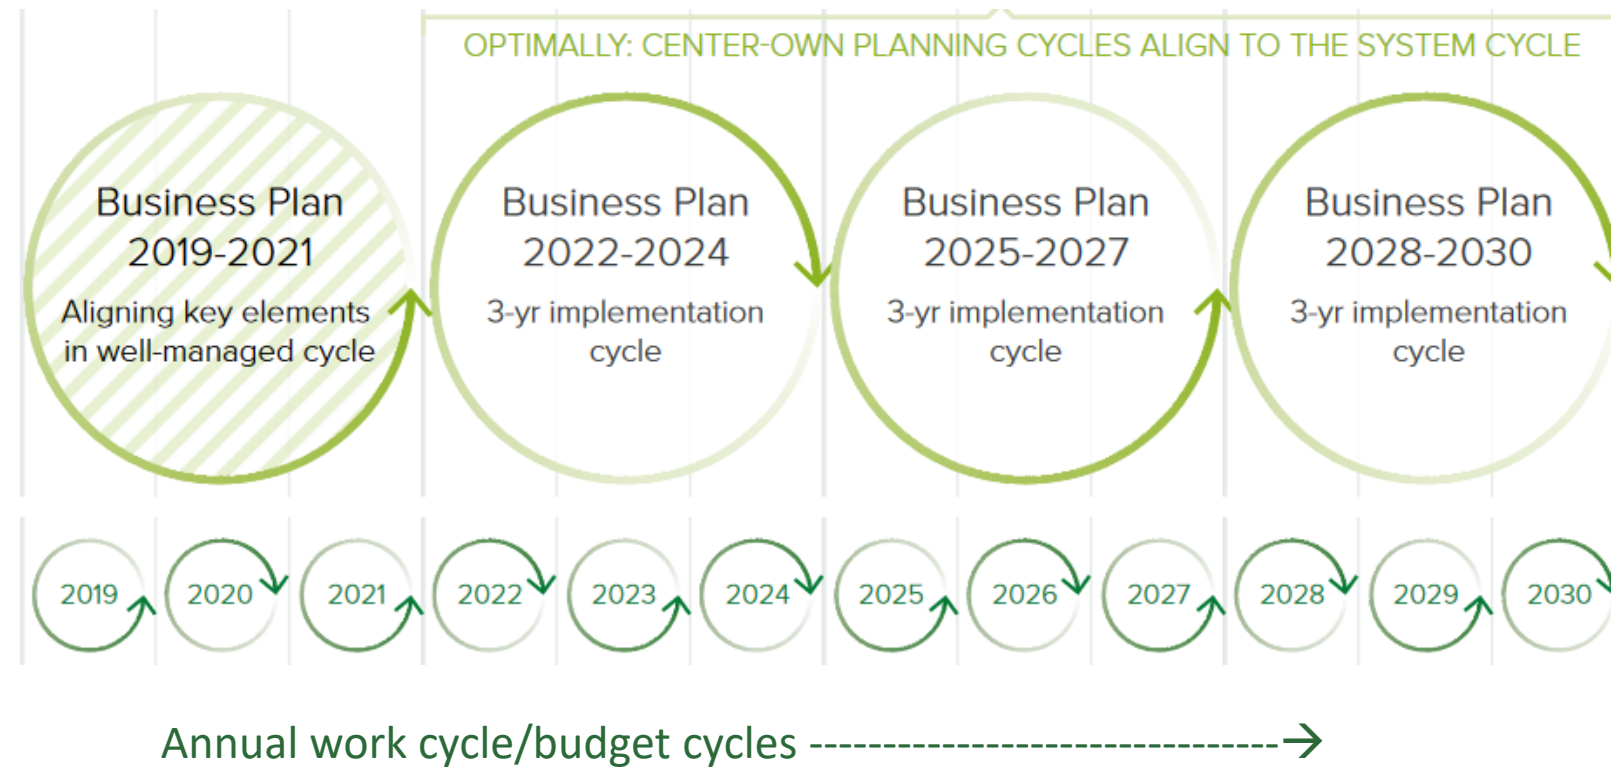 OPTIMALLY: CENTER-OWN PLANNING CYCLES ALIGN TO THE SYSTEM CYCLE
Business Plan
2019-2021
Aligning key elements
in well-managed cycle
Business Plan
2022-2024
3-yr implementation
cycle
Business Plan
2025-2027
3-yr implementation
cycle
Business Plan
2028-2030
3-yr implementation
cycle
2019 2020 2021 2022 2023 2024 2025 2026 2027 2028 2029 2030
Annual work cycle/budget cycles --------------------------------→